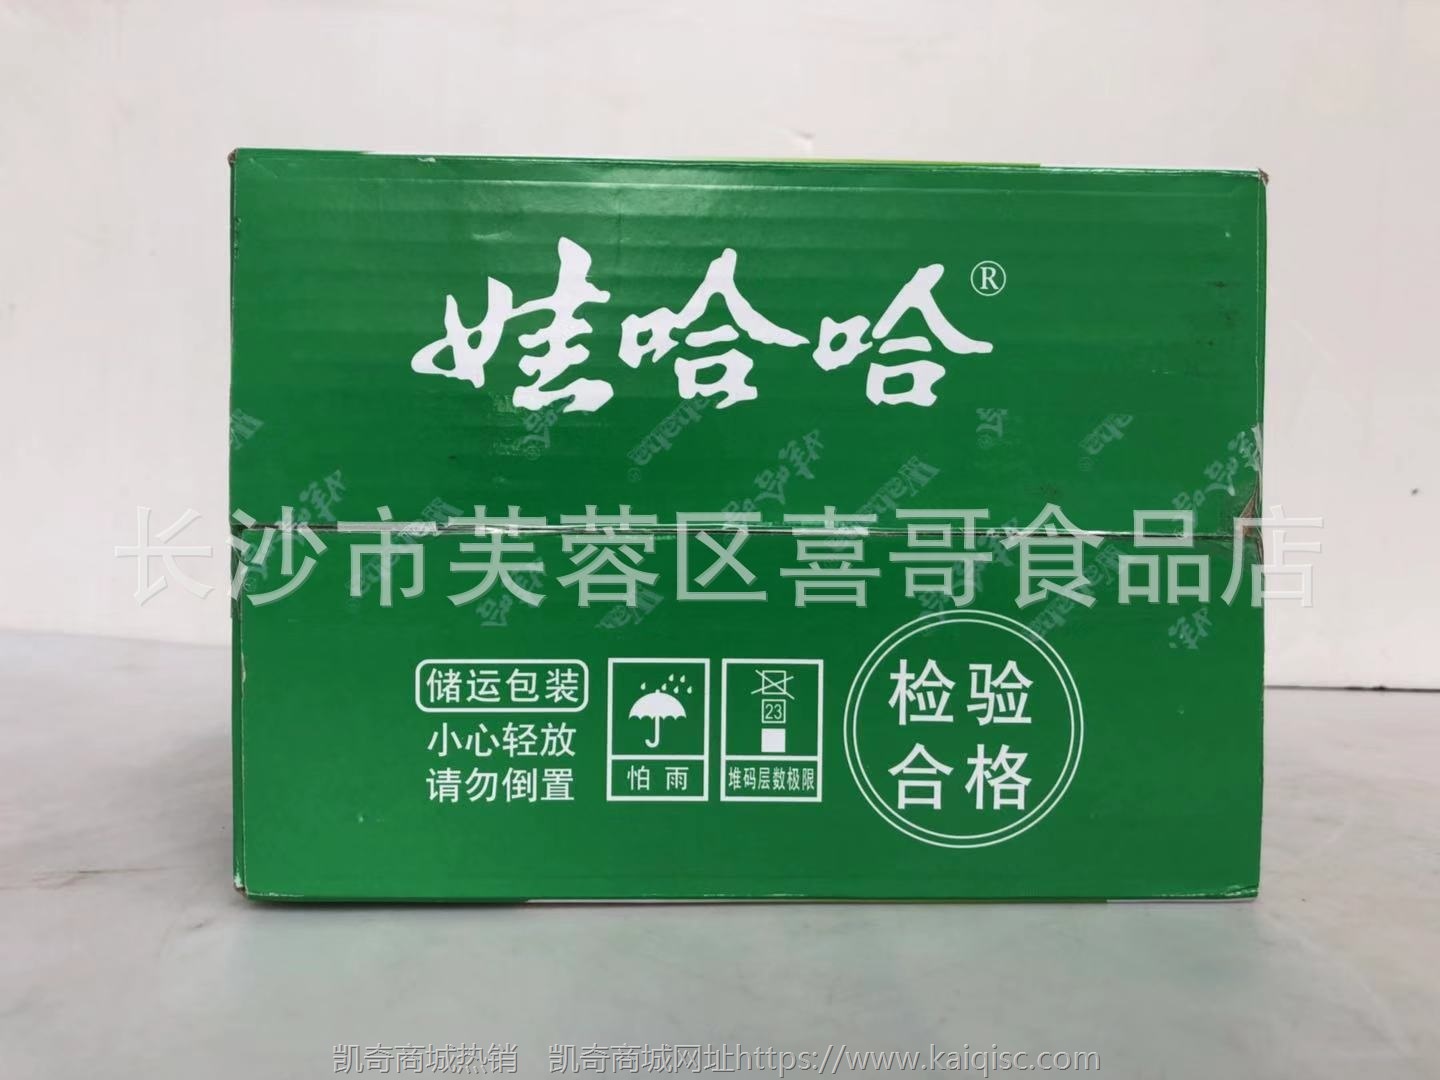 娃哈哈®
长沙市芙蓉区喜哥食品店
储运包装
小心轻放
请勿倒置
怕雨
23
堆码层数极限
检验
合格
凯奇商城热销 凯奇商城网址https://www.kaiqisc.com